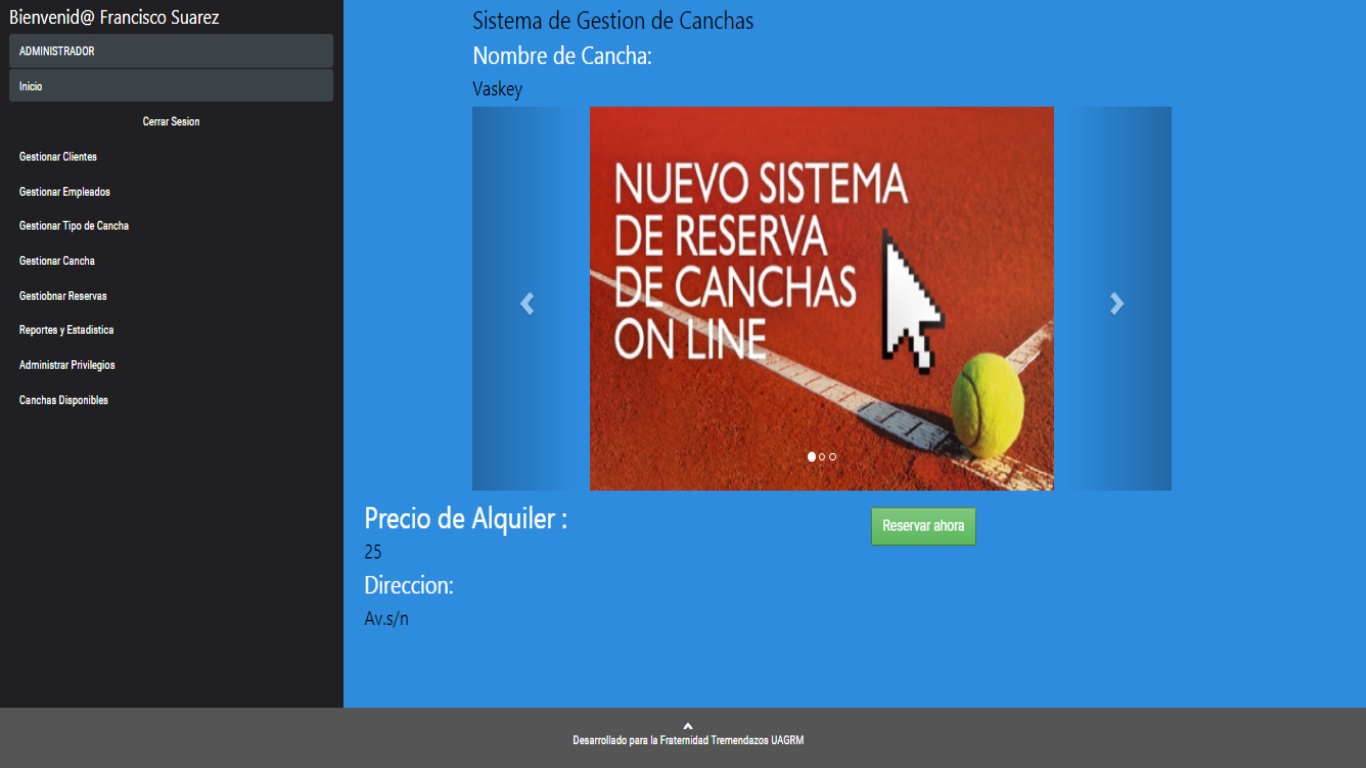 Bienvenid@ Francisco Suarez
ADMINISTRADOR
Inicio
Cerrar Sesion
Gestionar Clientes
Gestionar Empleados
Gestionar Tipo de Cancha
Gestionar Cancha
Gestiobnar Reservas
Reportes y Estadistica
Administrar Privilegios
Canchas Disponibles
Sistema de Gestion de Canchas
Nombre de Cancha:
Vaskey
NUEVO SISTEMA
DE RESERVA
DE CANCHAS
ON LINE
Precio de Alquiler :
25
Reservar ahora
Direccion:
Av.s/n
Desarrollado para la Fraternidad Tremendazos UAGRM